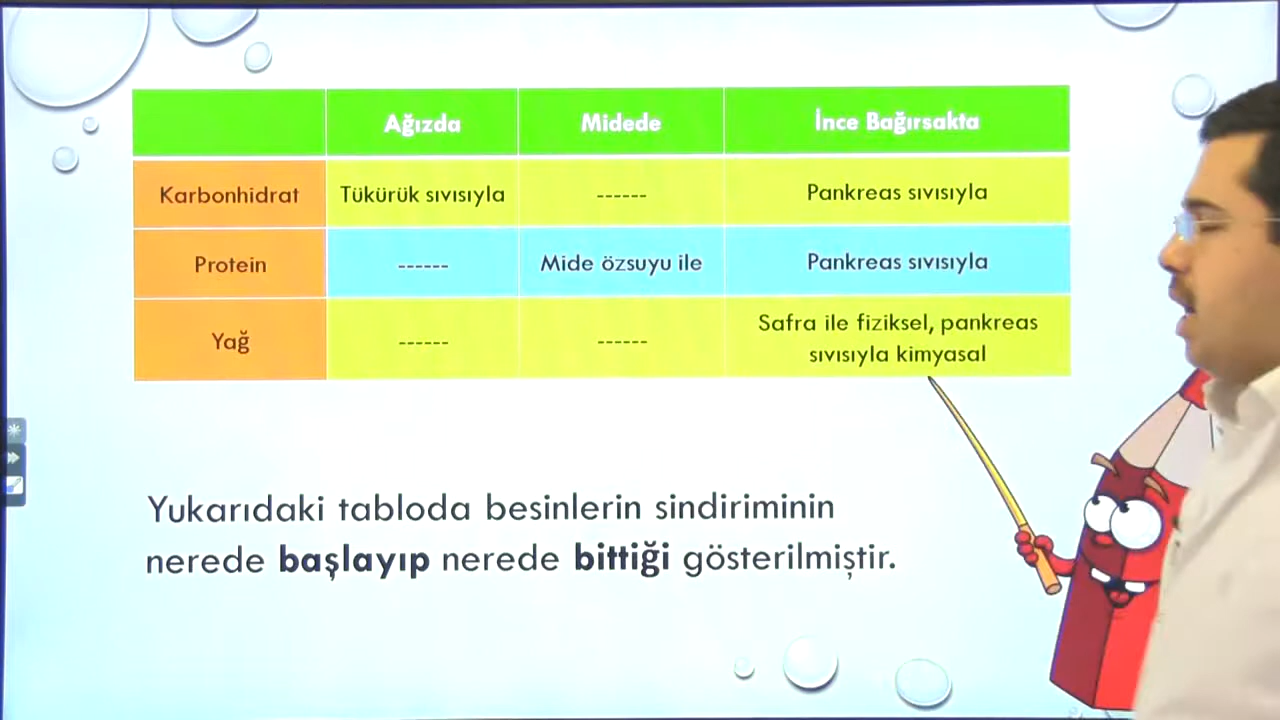 Ağızda Midede İnce Bağırsakta
Karbonhidrat Tükürük sıvısıyla ------ Pankreas sıvısıyla
Protein ------ Mide özsuyu ile Pankreas sıvısıyla
Yağ ------ ------ Safra ile fiziksel, pankreas
sıvısıyla kimyasal
Yukarıdaki tabloda besinlerin sindiriminin
nerede başlayıp nerede bittiği gösterilmiştir.